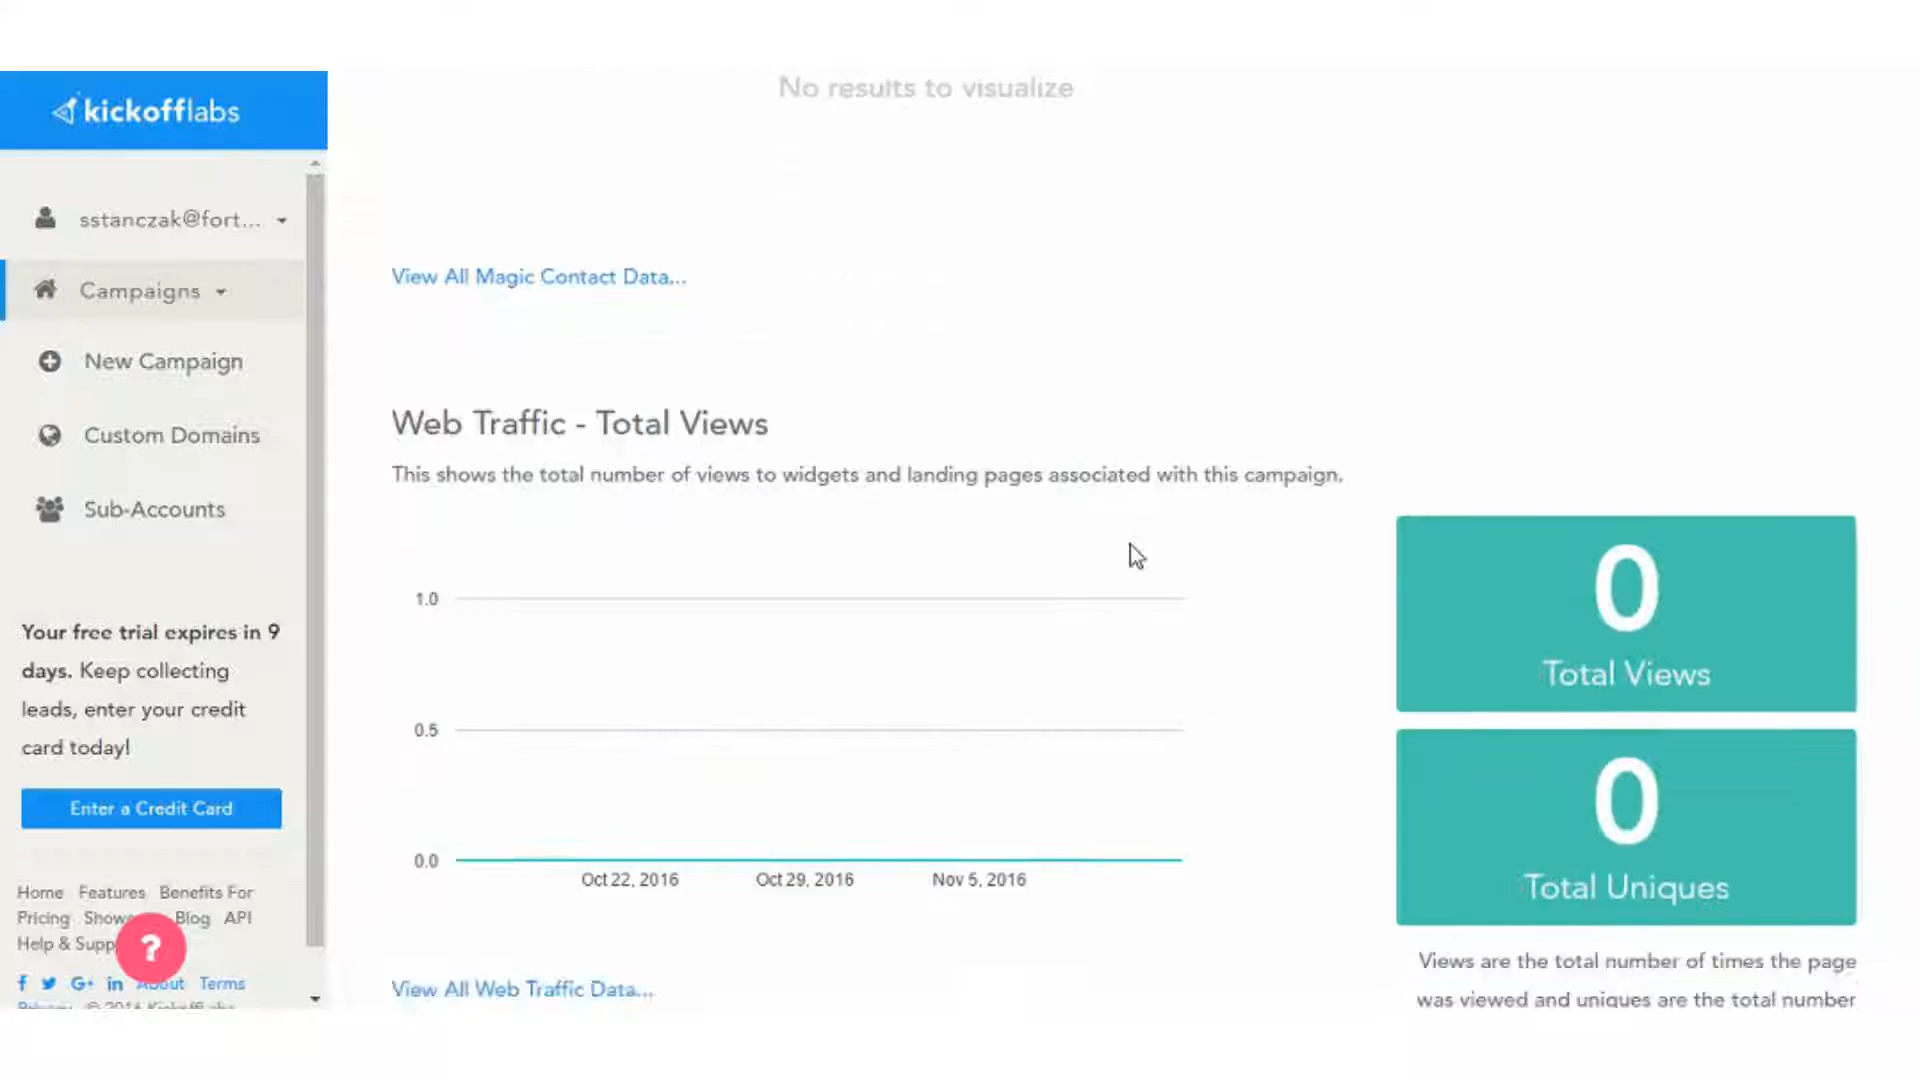 kickofflabs
sstanczak@fort...
Campaigns
New Campaign
Custom Domains
Sub-Accounts
Your free trial expires in 9
days. Keep collecting
leads, enter your credit
card today!
Enter a Credit Card
Home Features Benefits For
Pricing Blog API
Help &
?
f G+ in About Terms
No results to visualize
View All Magic Contact Data...
Web Traffic - Total Views
This shows the total number of views to widgets and landing pages associated with this campaign.
1.0
0.5
0.0
Oct 22, 2016 Oct 29, 2016 Nov 5, 2016
View All Web Traffic Data...
0
Total Views
0
Total Uniques
Views are the total number of times the page
was viewed and uniques are the total number